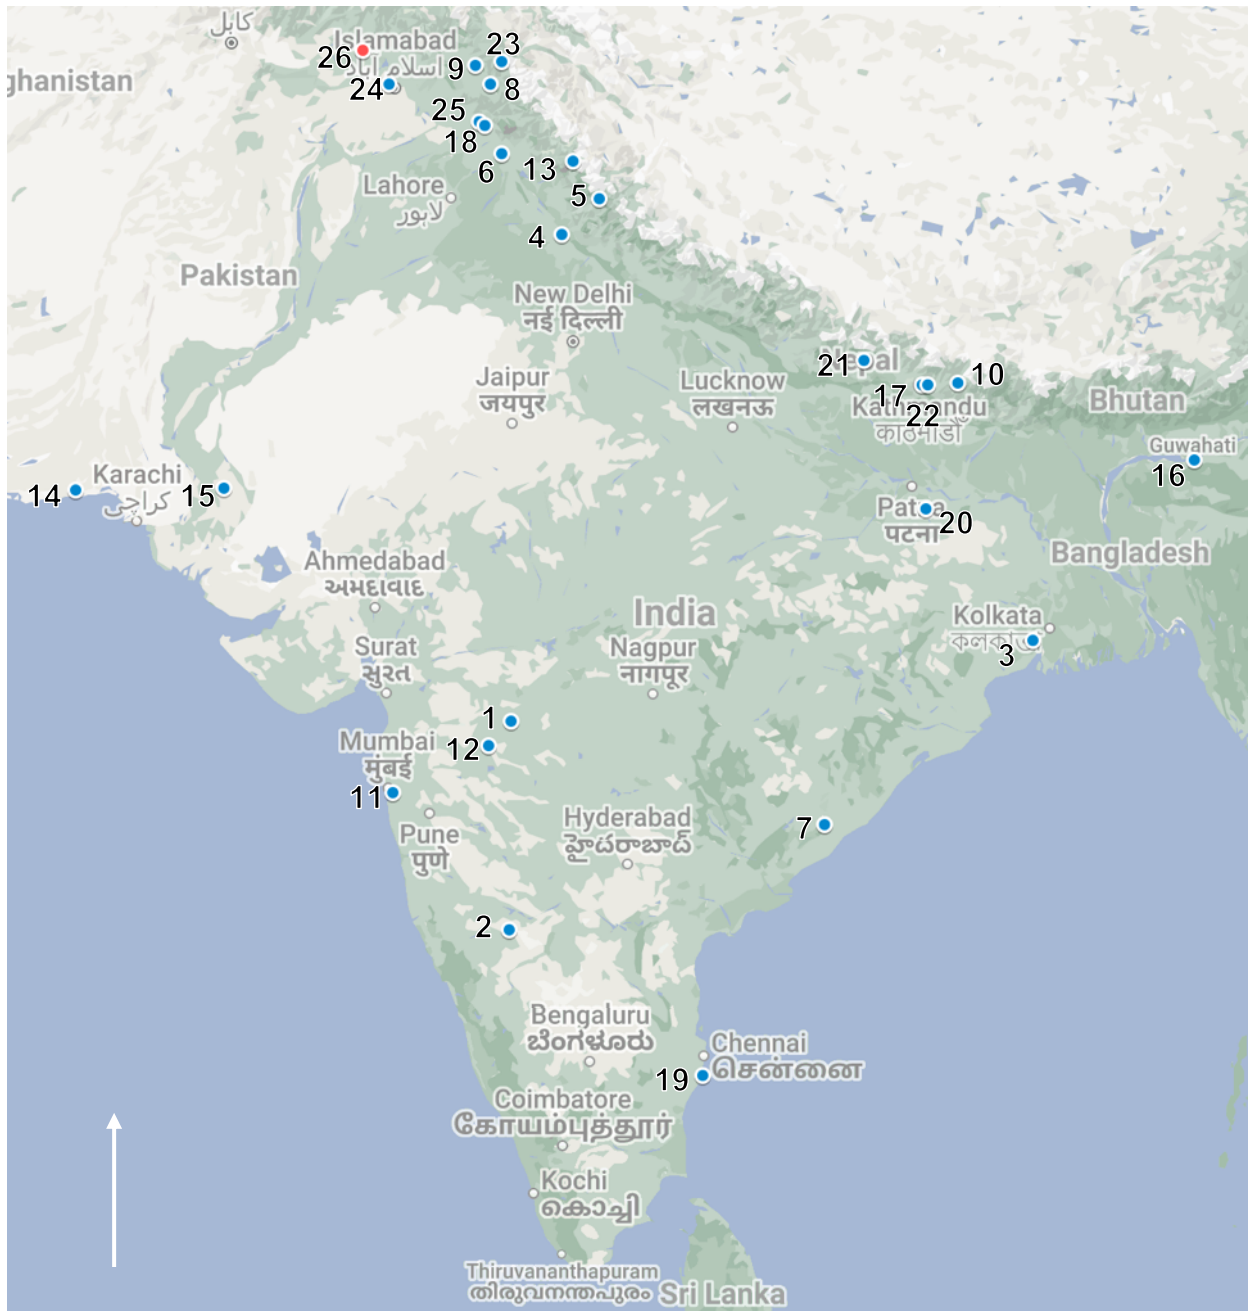 کابل
Islamabad
اسلام آباد
ghanistan
26
24
9
23
8
25
18
6
13
5
4
Lahore
لاہور
Pakistan
New Delhi
नई दिल्ली
Jaipur
जयपुर
Lucknow
लखनऊ
Nepal
21
10
17
22
Kathmandu
काठमाडौं
Bhutan
Guwahati
16
Karachi
کراچی
14
15
Patna
पटना
20
Bangladesh
Ahmedabad
અમદાવાદ
India
Kolkata
কলকাতা
3
Surat
સુરત
Nagpur
नागपूर
1
12
Mumbai
मुंबई
11
Pune
पुणे
Hyderabad
హైదరాబాద్
7
2
Bengaluru
ಬೆಂಗಳೂರು
Chennai
சென்னை
19
Coimbatore
கோயம்புத்தூர்
Kochi
കൊച്ചി
Thiruvananthapuram
തിരുവനന്തപുരം
Sri Lanka